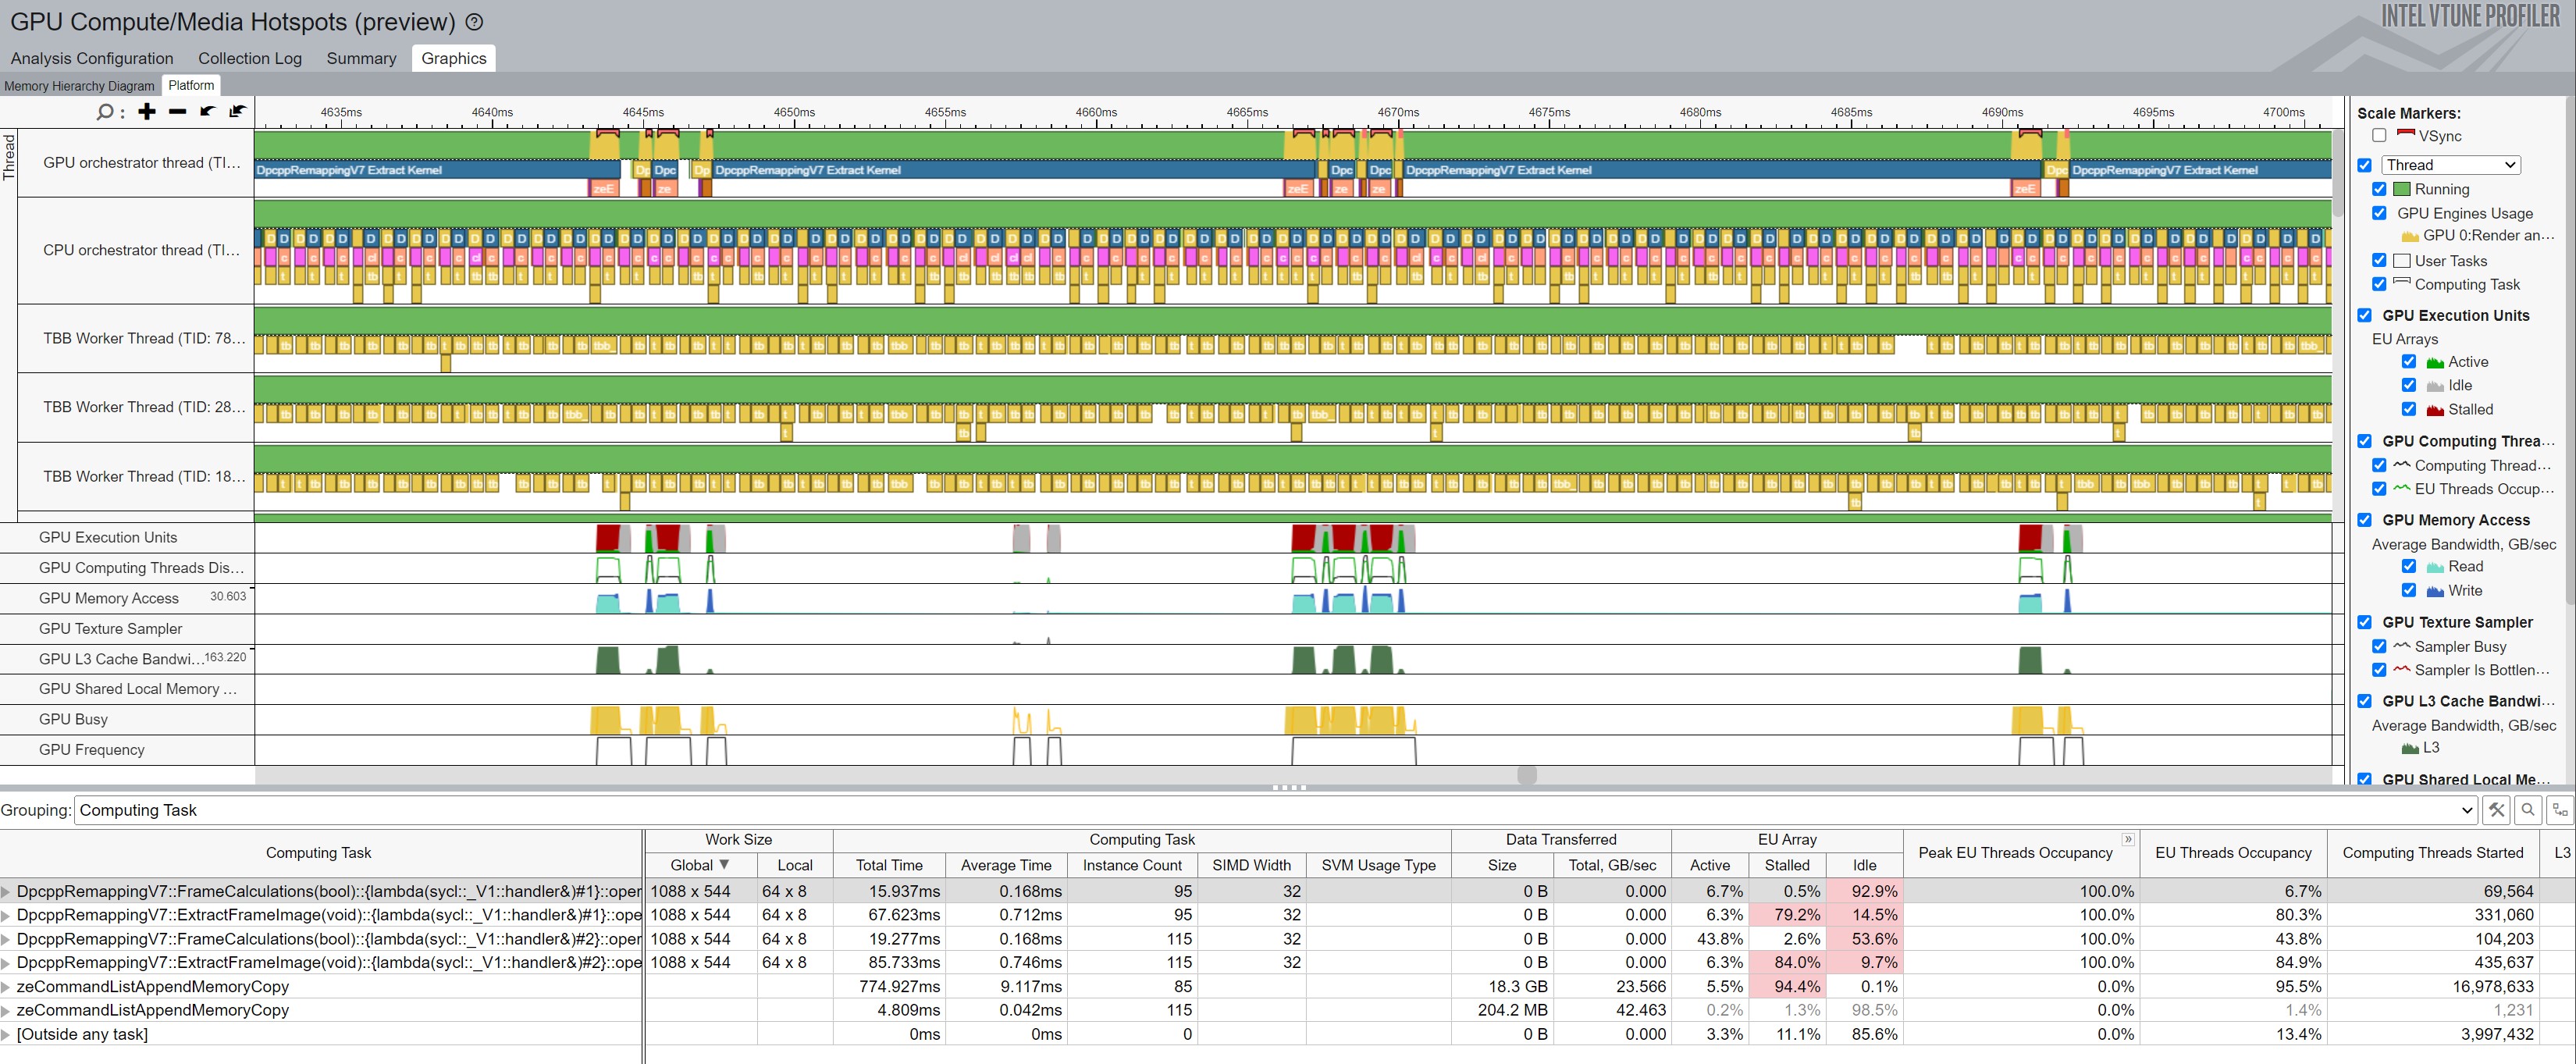 GPU Compute/Media Hotspots (preview) ?
INTEL VTUNE PROFILER
Analysis Configuration Collection Log Summary Graphics
Memory Hierarchy Diagram Platform
4635ms 4640ms 4645ms 4650ms 4655ms 4660ms 4665ms 4670ms 4675ms 4680ms 4685ms 4690ms 4695ms 4700ms
Thread
GPU orchestrator thread (TI...
DpcppRemappingV7 Extract Kernel Dp Dpc Dp DpcppRemappingV7 Extract Kernel Dpc Dpc DpcppRemappingV7 Extract Kernel Dpc DpcppRemappingV7 Extract Kernel
zeE ze zeE ze ze zeE
CPU orchestrator thread (TI...
TBB Worker Thread (TID: 78...
TBB Worker Thread (TID: 28...
TBB Worker Thread (TID: 18...
GPU Execution Units
GPU Computing Threads Dis...
GPU Memory Access 30.603
GPU Texture Sampler
GPU L3 Cache Bandwi... 163.220
GPU Shared Local Memory ...
GPU Busy
GPU Frequency
Scale Markers:
VSync
Thread
Running
GPU Engines Usage
GPU 0:Render an...
User Tasks
Computing Task
GPU Execution Units
EU Arrays
Active
Idle
Stalled
GPU Computing Threa...
Computing Thread...
EU Threads Occup...
GPU Memory Access
Average Bandwidth, GB/sec
Read
Write
GPU Texture Sampler
Sampler Busy
Sampler Is Bottlen...
GPU L3 Cache Bandwi...
Average Bandwidth, GB/sec
L3
GPU Shared Local Me...
Grouping: Computing Task
Computing Task Work Size Computing Task Data Transferred EU Array Peak EU Threads Occupancy » EU Threads Occupancy Computing Threads Started L3
Global ▼ Local Total Time Average Time Instance Count SIMD Width SVM Usage Type Size Total, GB/sec Active Stalled Idle
DpcppRemappingV7::FrameCalculations(bool)::{lambda(sycl::_V1::handler&)#1}::oper 1088 x 544 64 x 8 15.937ms 0.168ms 95 32 0 B 0.000 6.7% 0.5% 92.9% 100.0% 6.7% 69,564
DpcppRemappingV7::ExtractFrameImage(void)::{lambda(sycl::_V1::handler&)#1}::ope 1088 x 544 64 x 8 67.623ms 0.712ms 95 32 0 B 0.000 6.3% 79.2% 14.5% 100.0% 80.3% 331,060
DpcppRemappingV7::FrameCalculations(bool)::{lambda(sycl::_V1::handler&)#2}::oper 1088 x 544 64 x 8 19.277ms 0.168ms 115 32 0 B 0.000 43.8% 2.6% 53.6% 100.0% 43.8% 104,203
DpcppRemappingV7::ExtractFrameImage(void)::{lambda(sycl::_V1::handler&)#2}::ope 1088 x 544 64 x 8 85.733ms 0.746ms 115 32 0 B 0.000 6.3% 84.0% 9.7% 100.0% 84.9% 435,637
zeCommandListAppendMemoryCopy 774.927ms 9.117ms 85 18.3 GB 23.566 5.5% 94.4% 0.1% 0.0% 95.5% 16,978,633
zeCommandListAppendMemoryCopy 4.809ms 0.042ms 115 204.2 MB 42.463 0.2% 1.3% 98.5% 0.0% 1.4% 1,231
[Outside any task] 0ms 0ms 0 0 B 0.000 3.3% 11.1% 85.6% 0.0% 13.4% 3,997,432